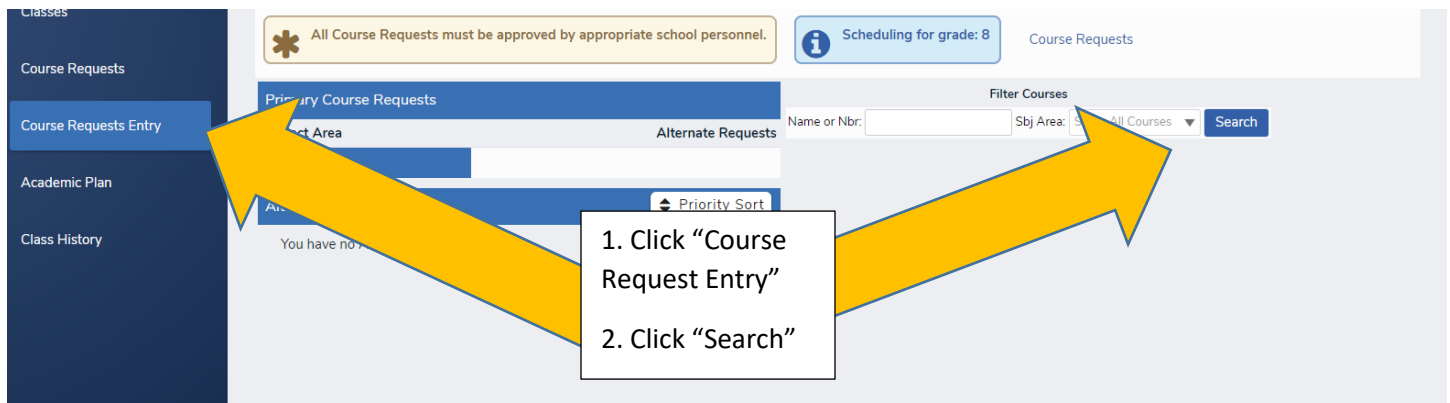 Classes
Course Requests
Course Requests Entry
Academic Plan
Class History
All Course Requests must be approved by appropriate school personnel.
Scheduling for grade: 8
Course Requests
Primary Course Requests
Alternate Requests
Area
Priority Sort
You have no
Filter Courses
Name or Nbr:
Sbj Area:
All Courses
Search
1. Click “Course
Request Entry”
2. Click “Search”